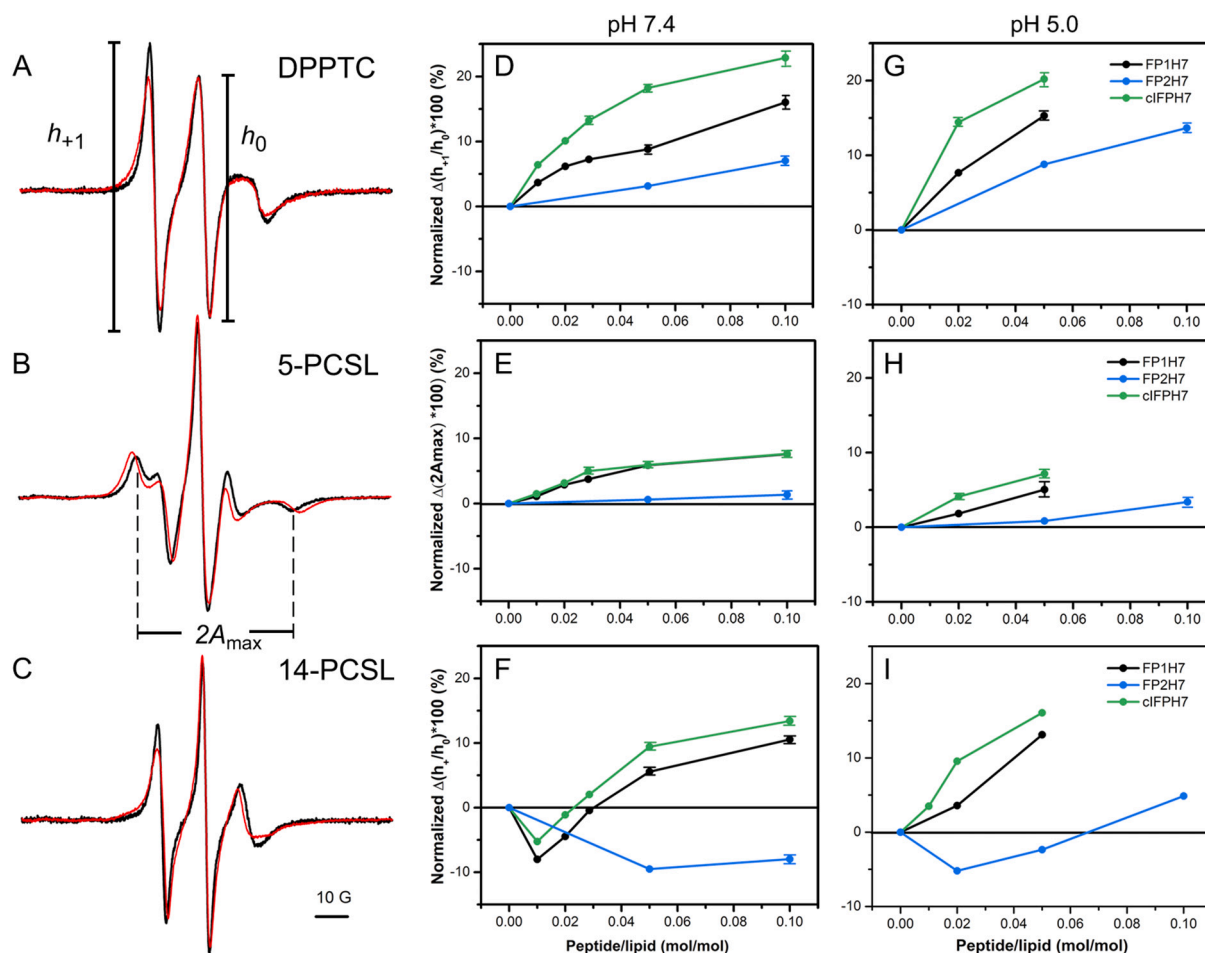 pH 7.4
pH 5.0
A
DPPTC
h+1
h0
B
5-PCSL
2Amax
C
14-PCSL
10 G
D
Normalized Δ(h+1/h0)*100 (%)
20
10
0
-10
0.00 0.02 0.04 0.06 0.08 0.10
E
Normalized Δ(2Amax) *100) (%)
20
10
0
-10
0.00 0.02 0.04 0.06 0.08 0.10
F
Normalized Δ(h+/h0)*100 (%)
20
10
0
-10
0.00 0.02 0.04 0.06 0.08 0.10
Peptide/lipid (mol/mol)
G
FP1H7
FP2H7
cIFPH7
20
10
0
-10
0.00 0.02 0.04 0.06 0.08 0.10
H
FP1H7
FP2H7
cIFPH7
20
10
0
-10
0.00 0.02 0.04 0.06 0.08 0.10
I
FP1H7
FP2H7
cIFPH7
20
10
0
-10
0.00 0.02 0.04 0.06 0.08 0.10
Peptide/lipid (mol/mol)